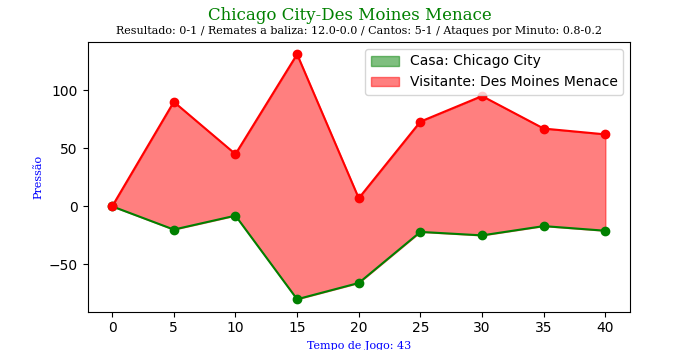 Chicago City-Des Moines Menace
Resultado: 0-1 / Remates a baliza: 12.0-0.0 / Cantos: 5-1 / Ataques por Minuto: 0.8-0.2
Casa: Chicago City
Visitante: Des Moines Menace
Pressão
100
50
0
−50
0 5 10 15 20 25 30 35 40
Tempo de Jogo: 43